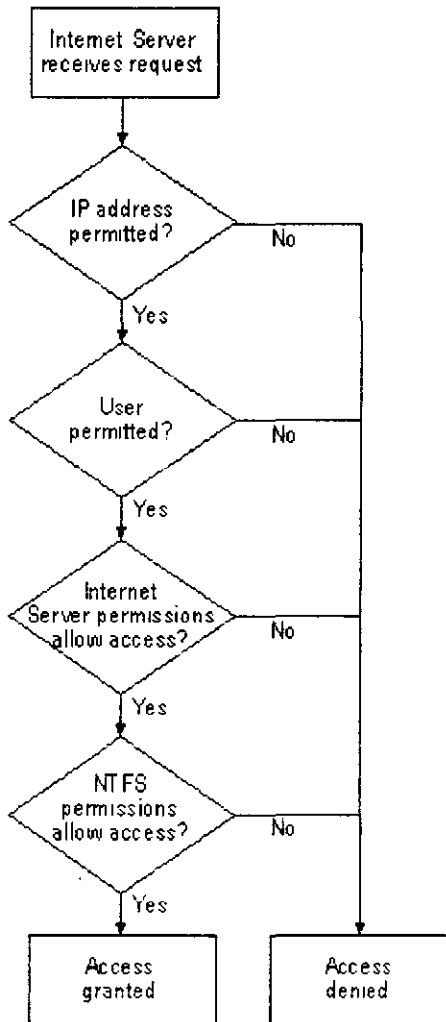 Internet Server
receives request
IP address
permitted?
No
Yes
User
permitted?
No
Yes
Internet
Server permissions
allow access?
No
Yes
NTFS
permissions
allow access?
No
Yes
Access
granted
Access
denied